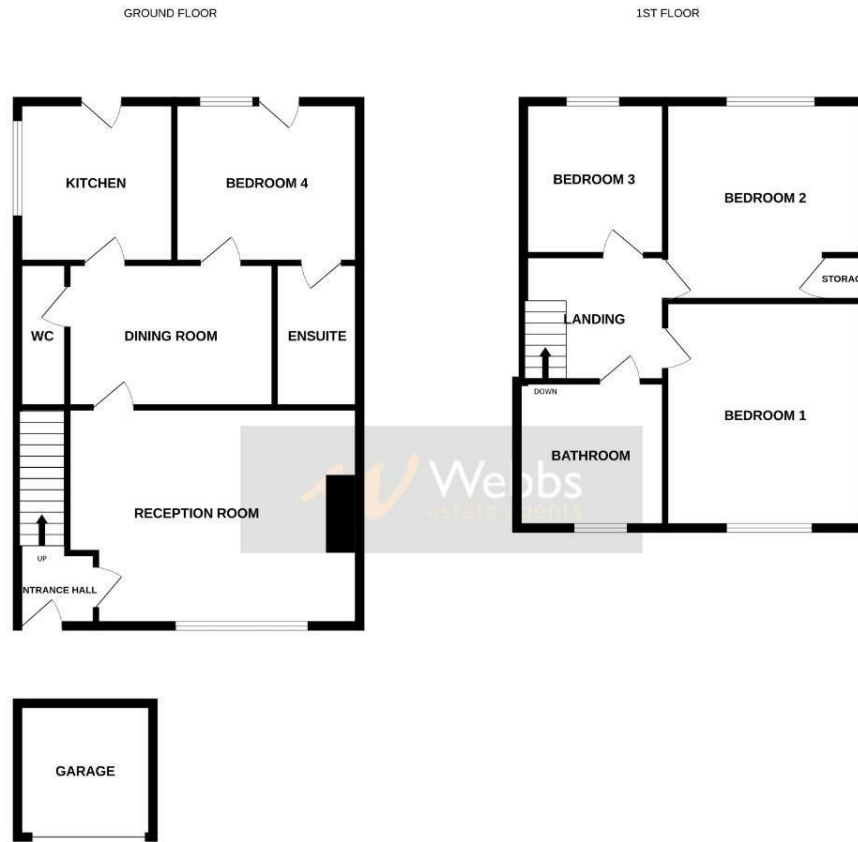 GROUND FLOOR
1ST FLOOR
KITCHEN
BEDROOM 4
WC
DINING ROOM
ENSUITE
RECEPTION ROOM
UP
NTRANCE HALL
GARAGE
BEDROOM 3
BEDROOM 2
STORAG
LANDING
DOWN
BATHROOM
BEDROOM 1
Webbs
estate agents